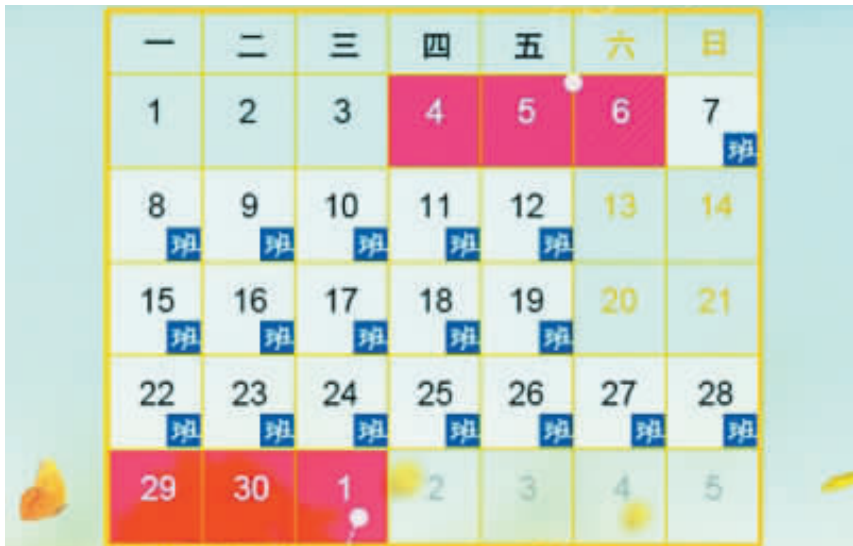 一 二 三 四 五 六 日
1 2 3 4 5 6 7
班
8 9 10 11 12 13 14
班 班 班 班 班
15 16 17 18 19 20 21
班 班 班 班 班
22 23 24 25 26 27 28
班 班 班 班 班 班 班
29 30 1 2 3 4 5